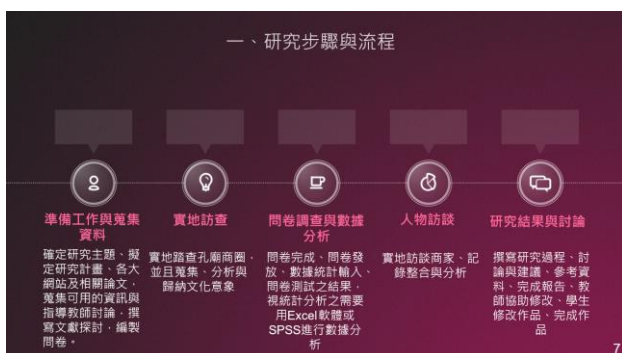 一、研究步驟與流程
準備工作與蒐集
資料
確定研究主題、擬
定研究計畫、各大
網站及相關論文,
蒐集可用的資訊與
指導教師討論,撰
寫文獻探討,編製
問卷。
實地訪查
實地踏查孔廟商圈,
並且蒐集、分析與
歸納文化意象
問卷調查與數據
分析
問卷完成、問卷發
放、數據統計輸入、
問卷測試之結果,
視統計分析之需要
用Excel軟體或
SPSS進行數據分
析
人物訪談
實地訪談商家、記
錄整合與分析
研究結果與討論
撰寫研究過程、討
論與建議、參考資
料、完成報告、教
師協助修改、學生
修改作品、完成作
品
7